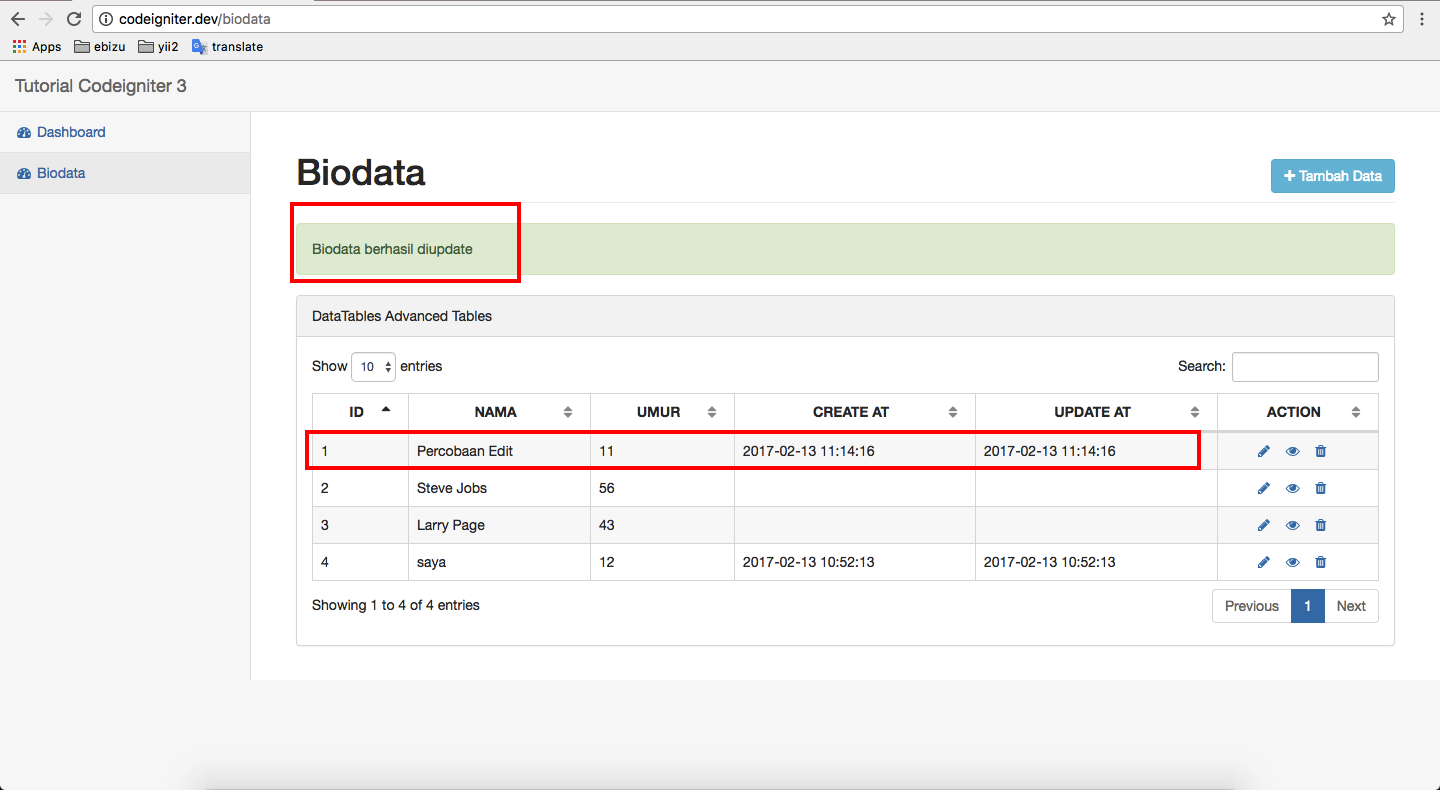 codeigniter.dev/biodata
Apps ebizu yii2 translate
Tutorial Codeigniter 3
Dashboard
Biodata
Biodata
Tambah Data
Biodata berhasil diupdate
DataTables Advanced Tables
Show 10 entries Search:
ID NAMA UMUR CREATE AT UPDATE AT ACTION
1 Percobaan Edit 11 2017-02-13 11:14:16 2017-02-13 11:14:16
2 Steve Jobs 56
3 Larry Page 43
4 saya 12 2017-02-13 10:52:13 2017-02-13 10:52:13
Showing 1 to 4 of 4 entries Previous 1 Next